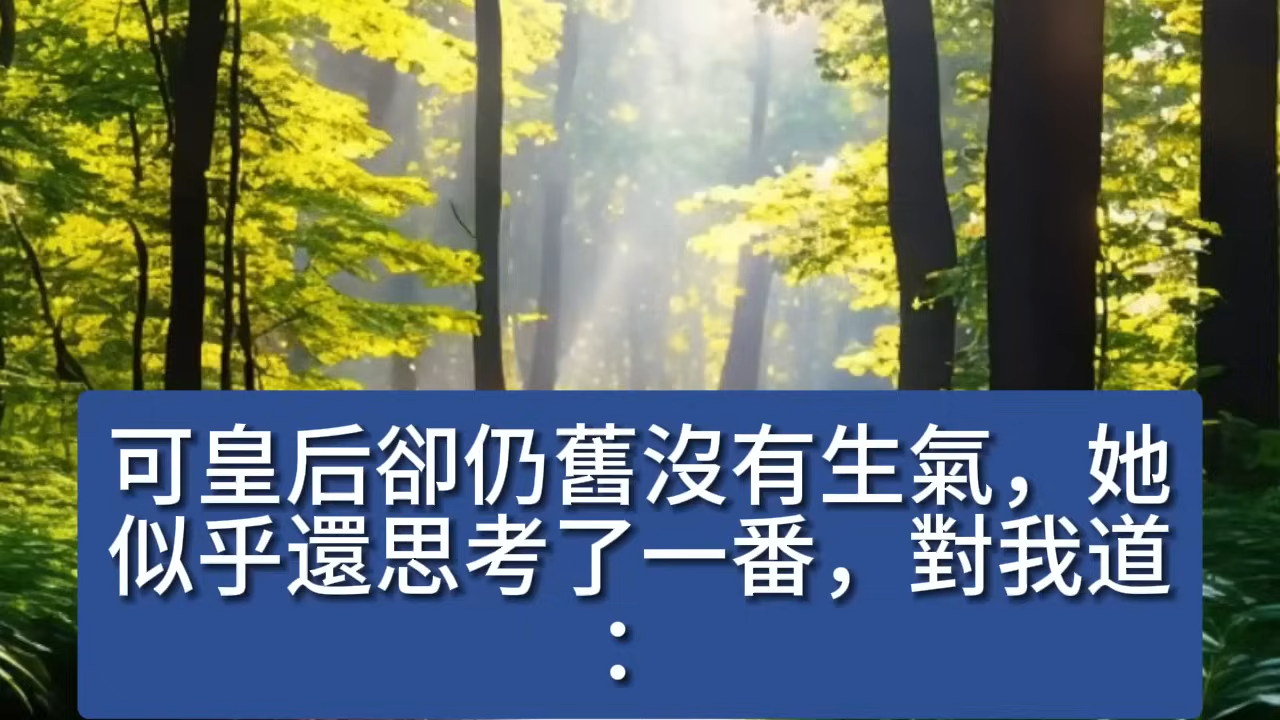 可皇后卻仍舊沒有生氣，她
似乎還思考了一番，對我道
：